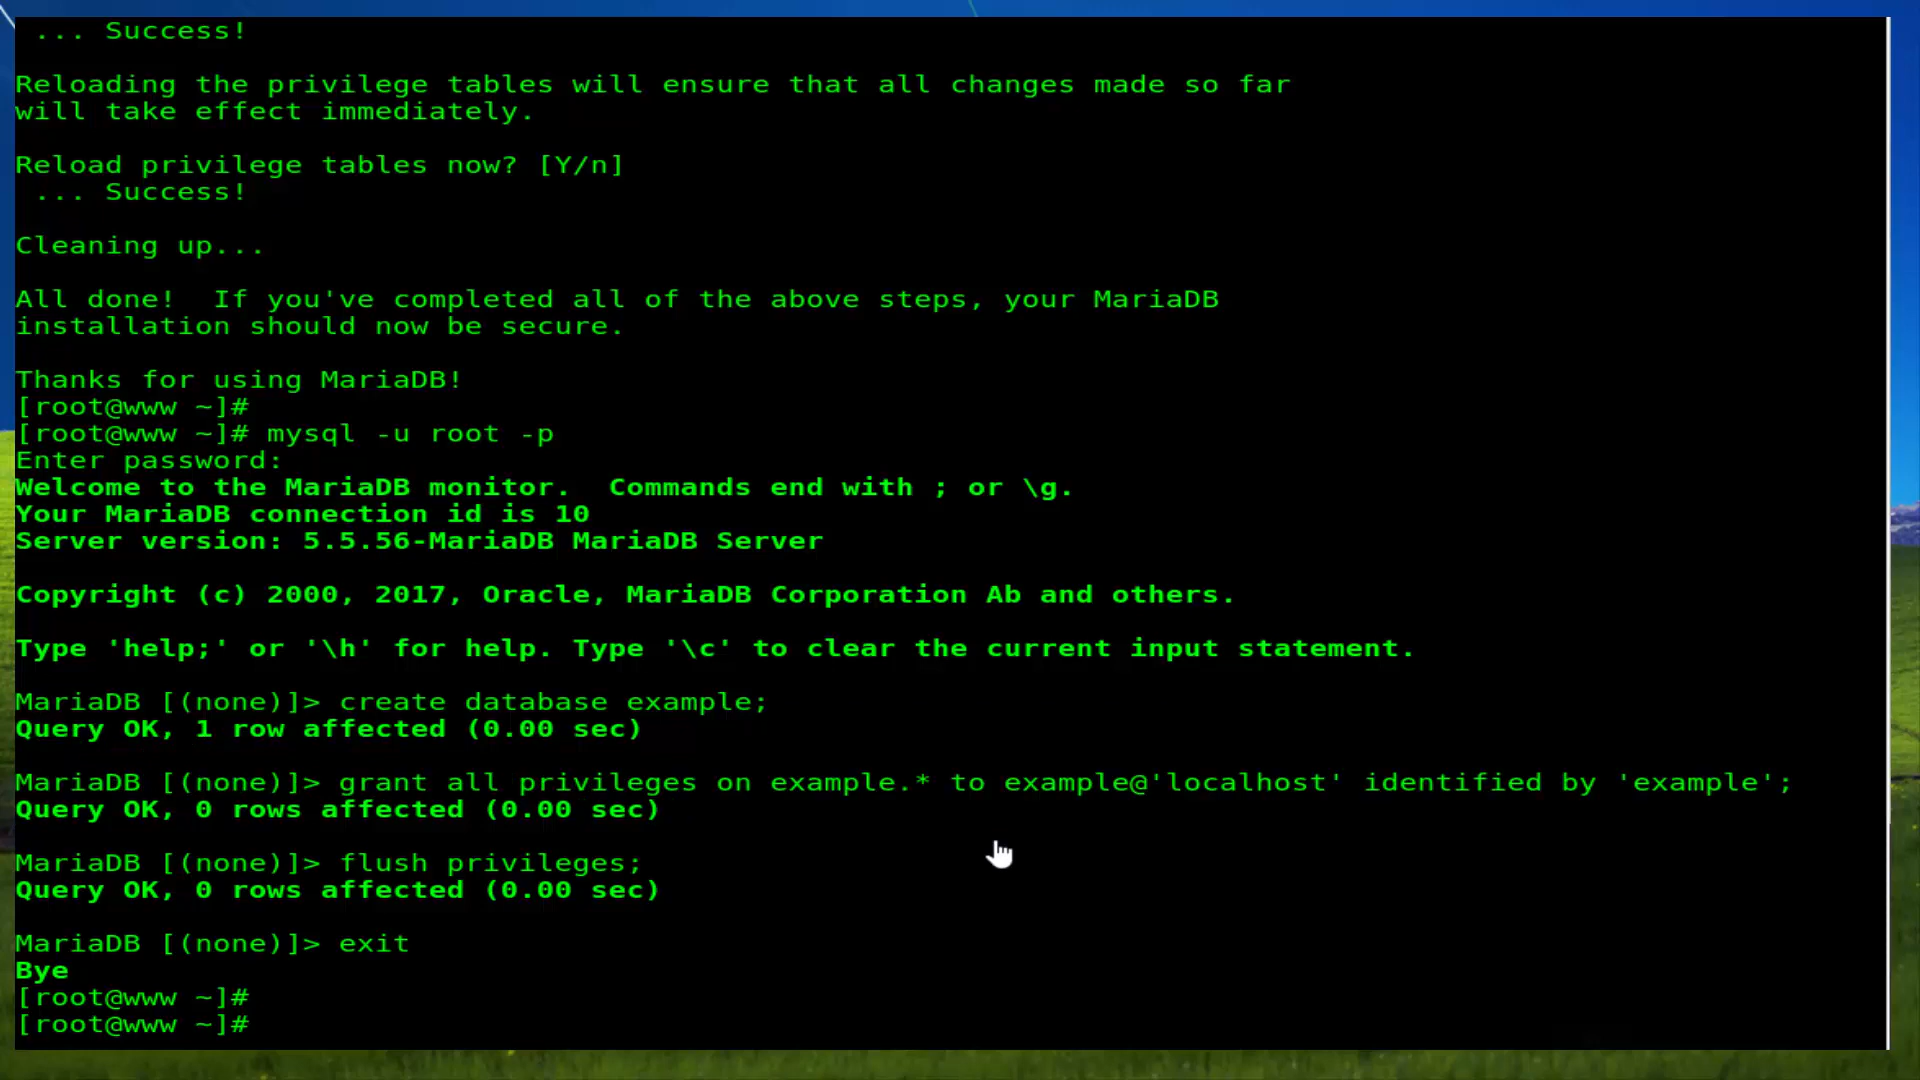 ... Success!
Reloading the privilege tables will ensure that all changes made so far
will take effect immediately.
Reload privilege tables now? [Y/n]
... Success!
Cleaning up...
All done!  If you've completed all of the above steps, your MariaDB
installation should now be secure.
Thanks for using MariaDB!
[root@www ~]#
[root@www ~]# mysql -u root -p
Enter password:
Welcome to the MariaDB monitor.  Commands end with ; or \g.
Your MariaDB connection id is 10
Server version: 5.5.56-MariaDB MariaDB Server
Copyright (c) 2000, 2017, Oracle, MariaDB Corporation Ab and others.
Type 'help;' or '\h' for help. Type '\c' to clear the current input statement.
MariaDB [(none)]> create database example;
Query OK, 1 row affected (0.00 sec)
MariaDB [(none)]> grant all privileges on example.* to example@'localhost' identified by 'example';
Query OK, 0 rows affected (0.00 sec)
MariaDB [(none)]> flush privileges;
Query OK, 0 rows affected (0.00 sec)
MariaDB [(none)]> exit
Bye
[root@www ~]#
[root@www ~]#